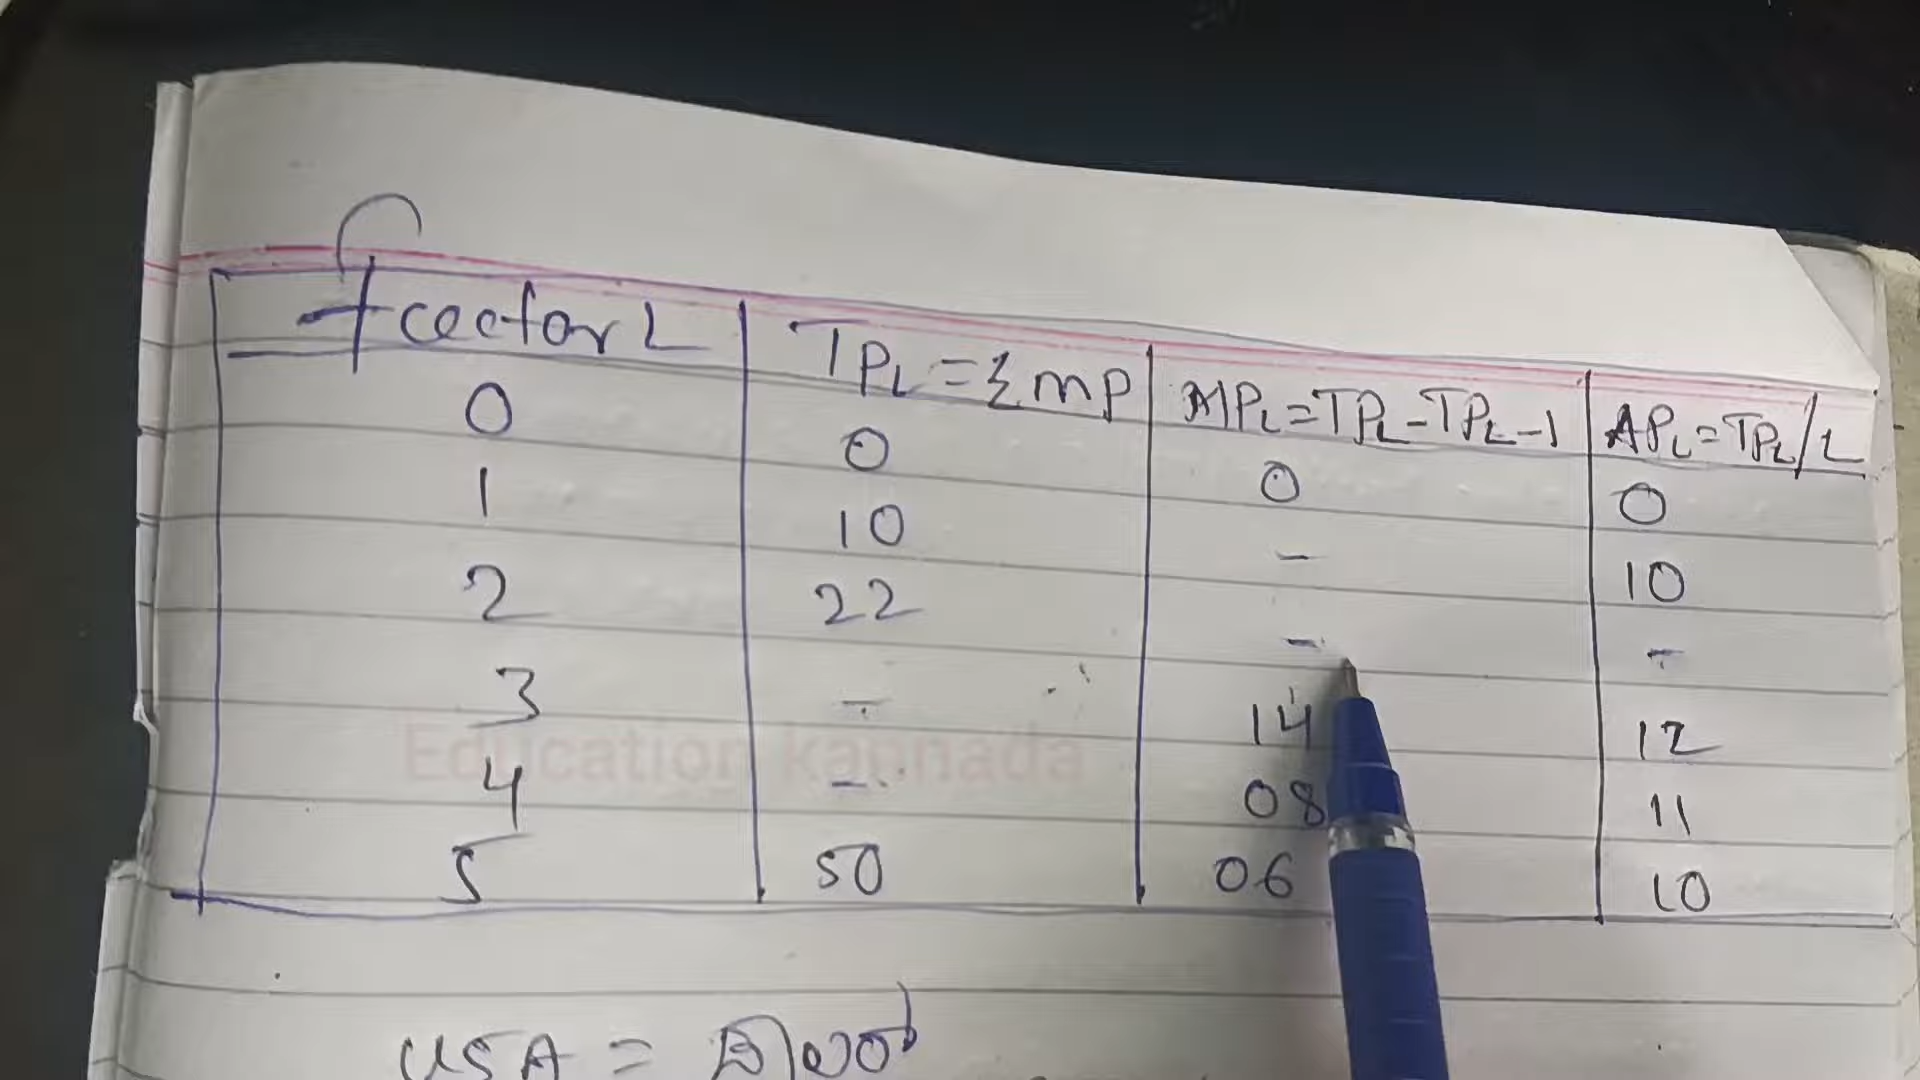 Fcector L | TPL = ΣMP | MPL = TPL - TPL-1 | APL = TPL/L
0 | 0 | 0 | 0
1 | 10 | - | 10
2 | 22 | - | -
3 | - | 14 | 12
4 | - | 08 | 11
5 | 50 | 06 | 10
Education kannada
USA =